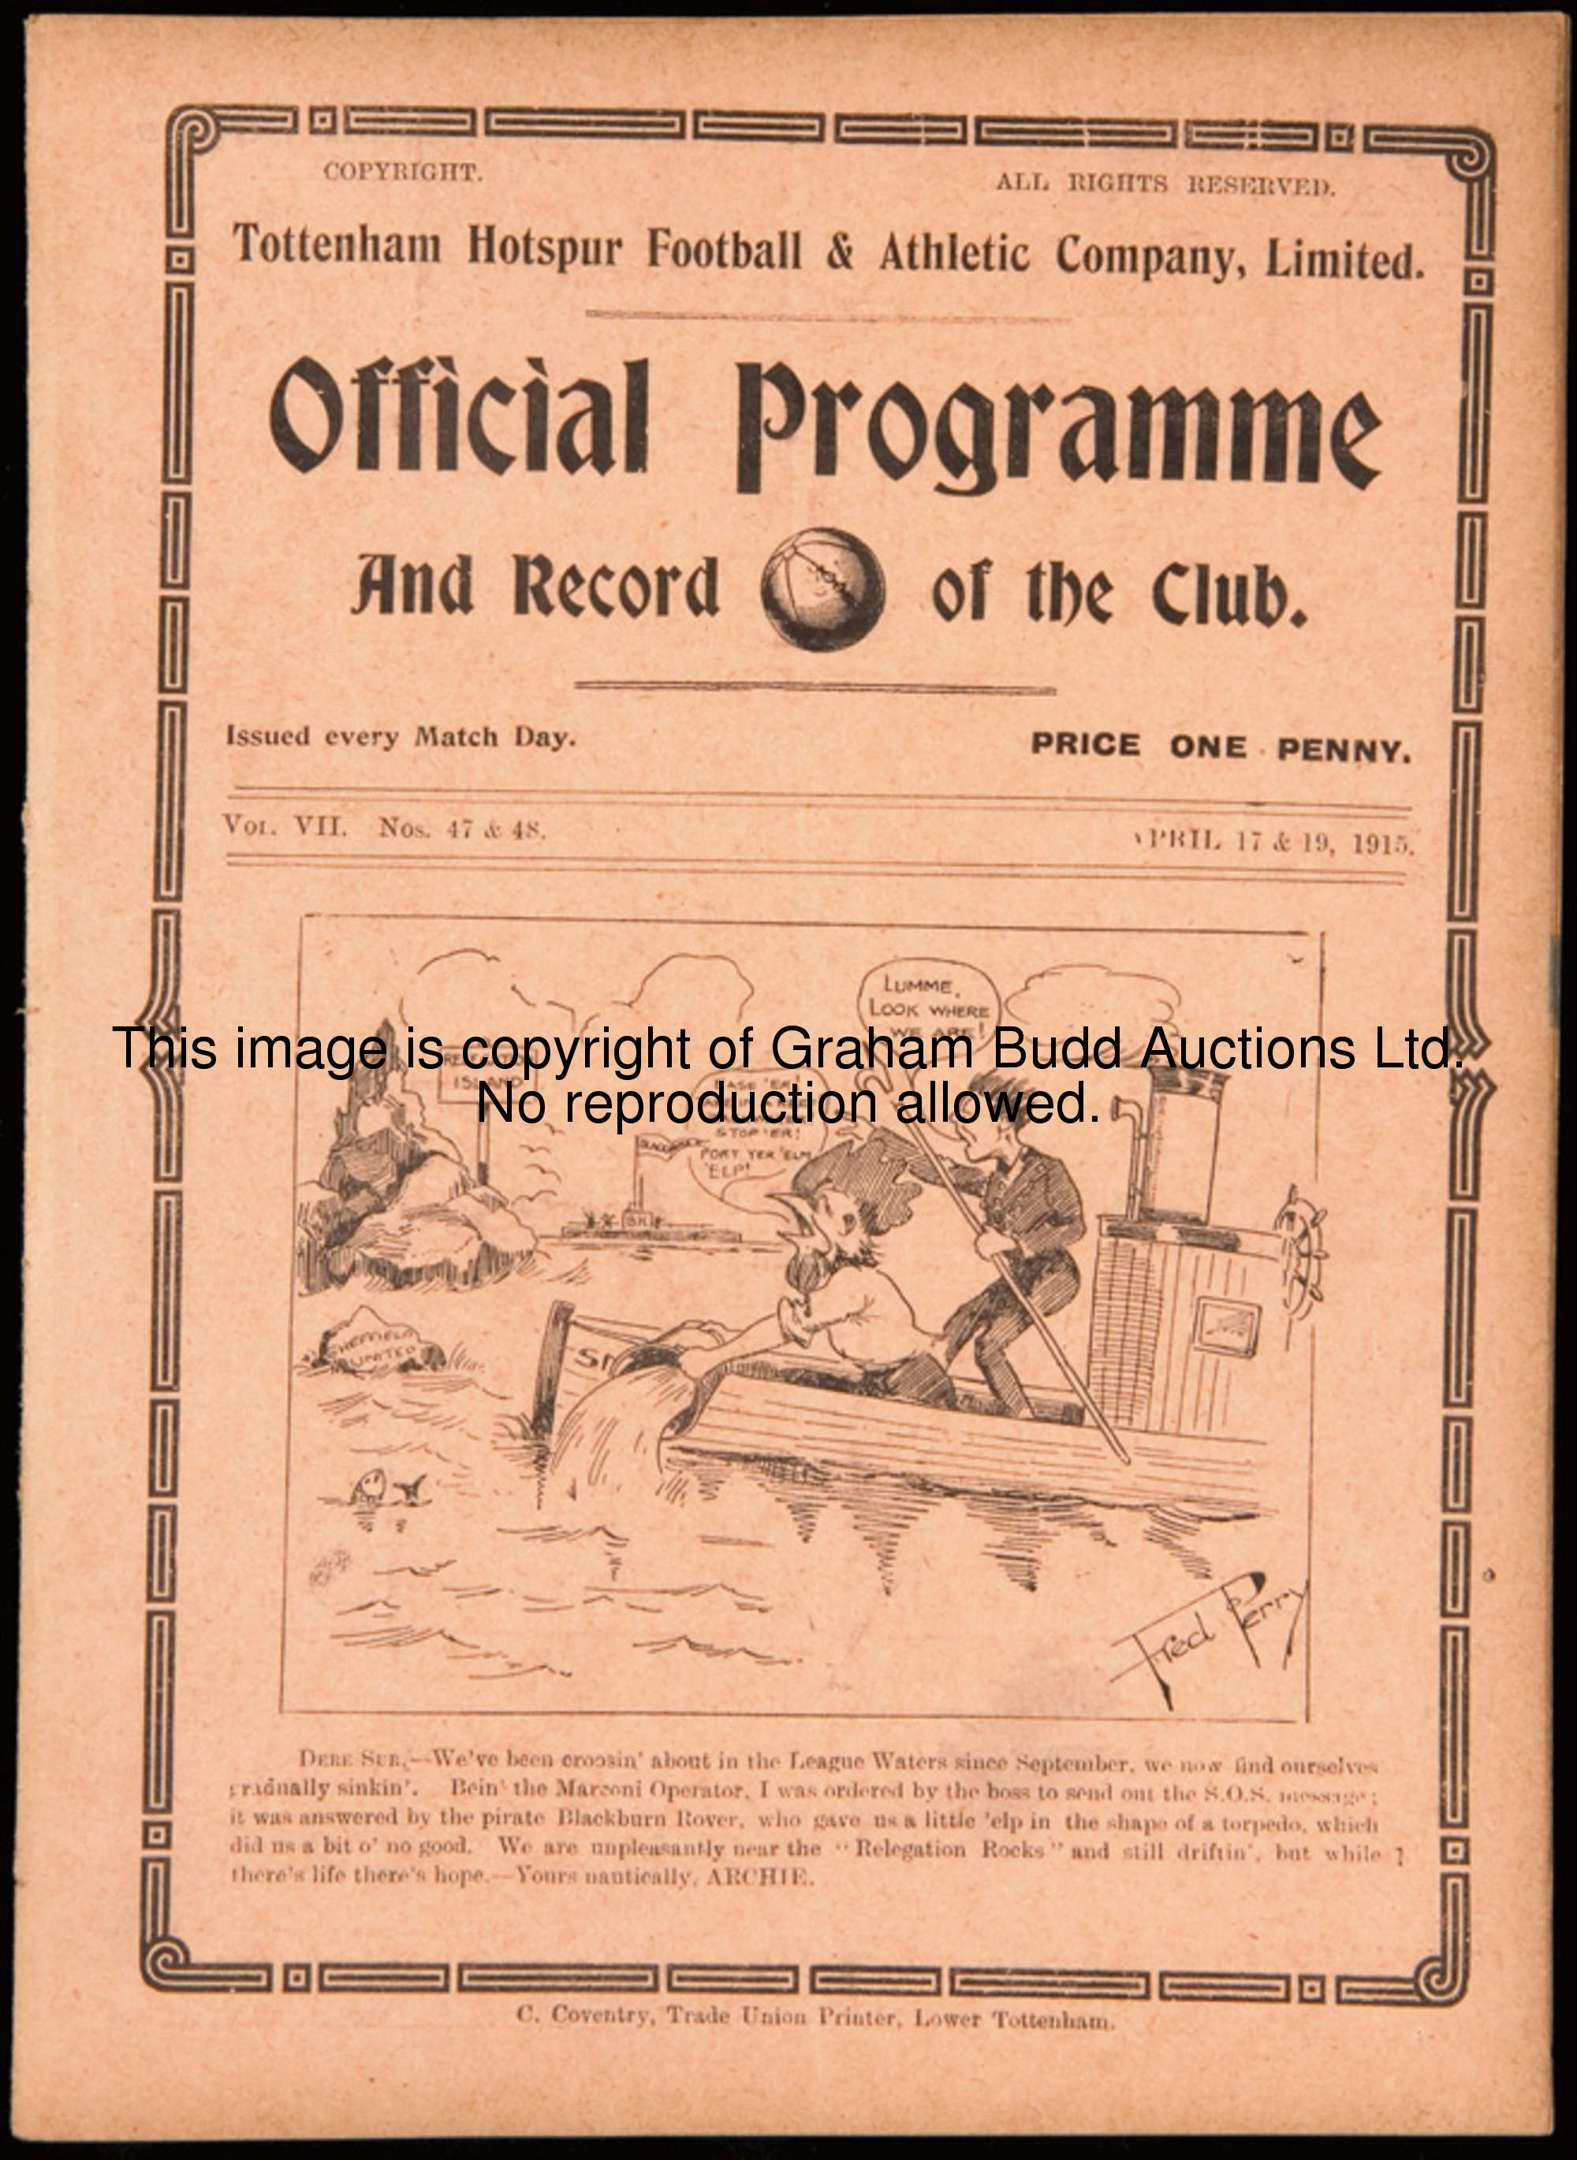 COPYRIGHT. ALL RIGHTS RESERVED.
Tottenham Hotspur Football & Athletic Company, Limited.
Official Programme
And Record of the Club.
Issued every Match Day. PRICE ONE PENNY.
Vol. VII. Nos. 47 & 48. APRIL 17 & 19, 1915.
LUMME,
LOOK WHERE
WE ARE!
This image is copyright of Graham Budd Auctions Ltd.
No reproduction allowed.
ISLAND
STOP 'ER!
PORT YER 'ELM
'ELP!
SHEFFIELD
UNITED
Fred Perry
DERE SUR,—We've been croosin' about in the League Waters since September, we now find ourselves
gradually sinkin'. Bein' the Marconi Operator, I was ordered by the boss to send out the S.O.S. message;
it was answered by the pirate Blackburn Rover, who gave us a little 'elp in the shape of a torpedo, which
did us a bit o' no good. We are unpleasantly near the "Relegation Rocks" and still driftin', but while
there's life there's hope.—Yours nautically, ARCHIE.
C. Coventry, Trade Union Printer, Lower Tottenham.